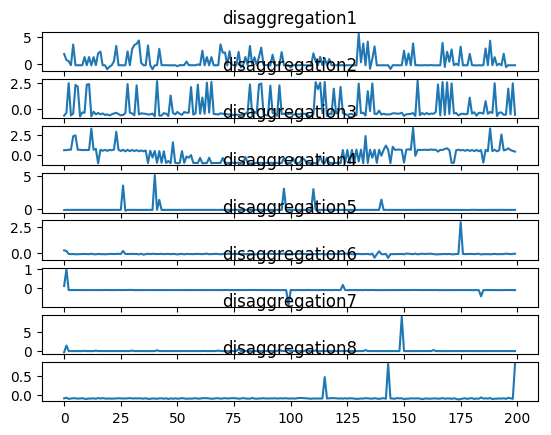 disaggregation1
5
0
disaggregation2
2.5
0.0
disaggregation3
2.5
0.0
disaggregation4
5
0
disaggregation5
2.5
0.0
disaggregation6
1
0
disaggregation7
5
0
disaggregation8
0.5
0.0
0 25 50 75 100 125 150 175 200